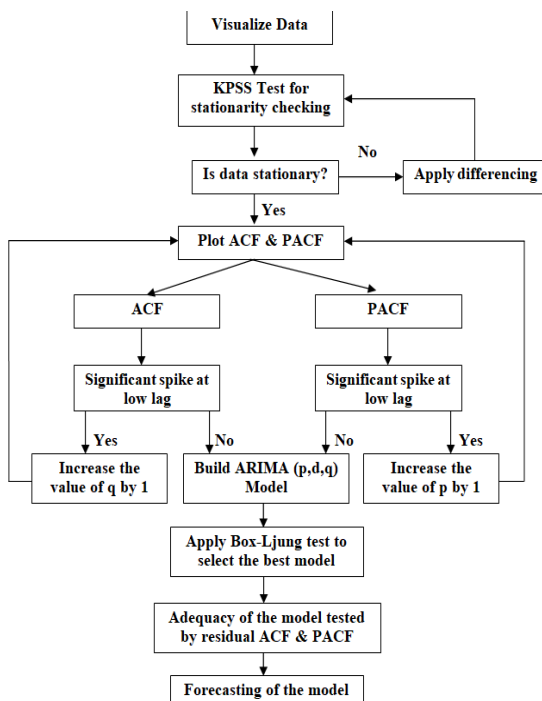 Visualize Data
KPSS Test for
stationarity checking
No
Is data stationary?
Apply differencing
Yes
Plot ACF & PACF
ACF
PACF
Significant spike at
low lag
Significant spike at
low lag
Yes
No
No
Yes
Increase the
value of q by 1
Build ARIMA (p,d,q)
Model
Increase the
value of p by 1
Apply Box-Ljung test to
select the best model
Adequacy of the model tested
by residual ACF & PACF
Forecasting of the model